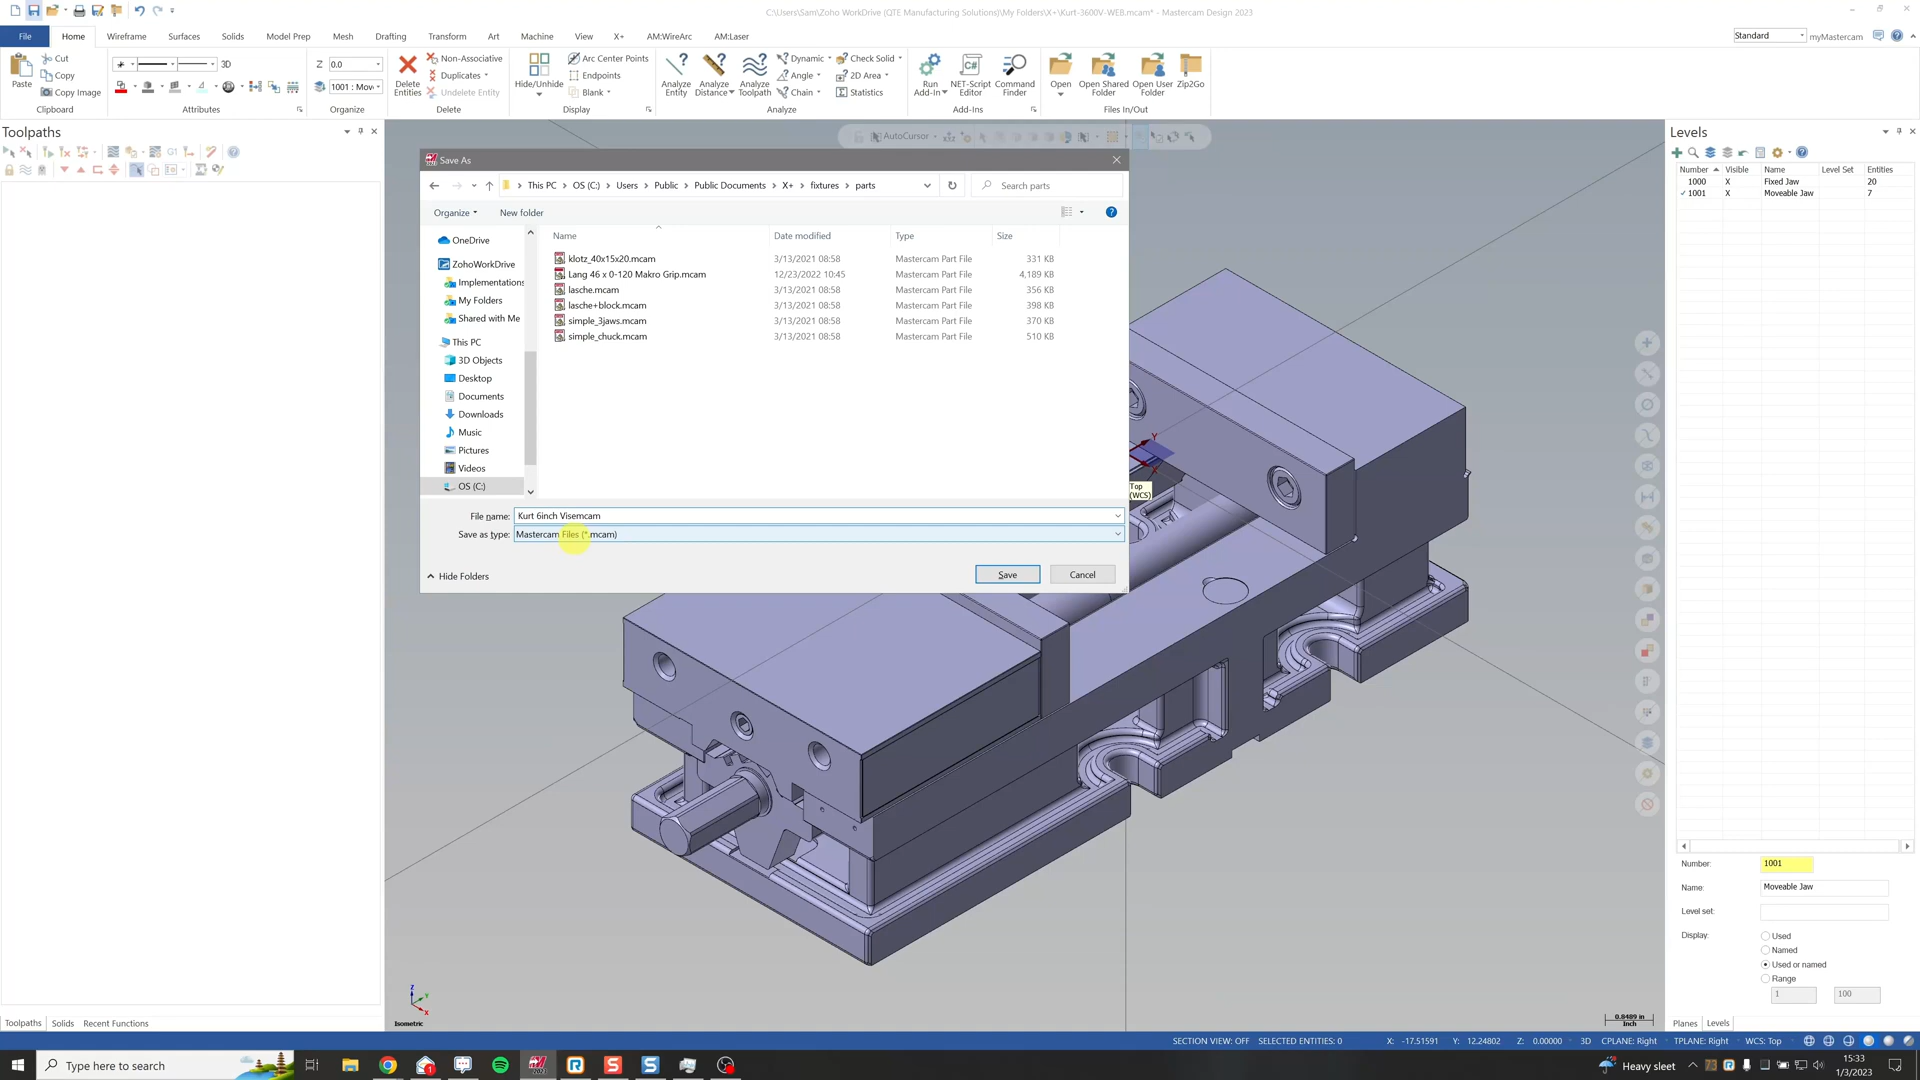 C:\Users\Sam\Zoho WorkDrive (QTE Manufacturing Solutions)\My Folders\X+\Kurt-3600V-WEB.mcam* - Mastercam Design 2023
File Home Wireframe Surfaces Solids Model Prep Mesh Drafting Transform Art Machine View X+ AM:WireArc AM:Laser
Standard myMastercam
Paste
Cut
Copy
Copy Image
Clipboard
3D
Attributes
Z 0.0
1001 : Mov
Organize
Delete Entities
Non-Associative
Duplicates
Undelete Entity
Delete
Hide/Unhide
Arc Center Points
Endpoints
Blank
Display
Analyze Entity
Analyze Distance
Analyze Toolpath
Dynamic
Angle
Chain
Check Solid
2D Area
Statistics
Analyze
Run Add-In
NET-Script Editor
Command Finder
Add-Ins
Open
Open Shared Folder
Open User Folder
Zip2Go
Files In/Out
Toolpaths
AutoCursor
Save As
This PC OS (C:) Users Public Public Documents X+ fixtures parts
Search parts
Organize New folder
OneDrive
ZohoWorkDrive
Implementations
My Folders
Shared with Me
This PC
3D Objects
Desktop
Documents
Downloads
Music
Pictures
Videos
OS (C:)
Name Date modified Type Size
klotz_40x15x20.mcam 3/13/2021 08:58 Mastercam Part File 331 KB
Lang 46 x 0-120 Makro Grip.mcam 12/23/2022 10:45 Mastercam Part File 4,189 KB
lasche.mcam 3/13/2021 08:58 Mastercam Part File 356 KB
lasche+block.mcam 3/13/2021 08:58 Mastercam Part File 398 KB
simple_3jaws.mcam 3/13/2021 08:58 Mastercam Part File 370 KB
simple_chuck.mcam 3/13/2021 08:58 Mastercam Part File 510 KB
File name: Kurt 6inch Visemcam
Save as type: Mastercam Files (*.mcam)
Hide Folders
Save Cancel
Y
X
Top
(WCS)
Z
Y
X
Isometric
0.8489 in
Inch
Levels
Number Visible Name Level Set Entities
1000 X Fixed Jaw 20
1001 X Moveable Jaw 7
Number: 1001
Name: Moveable Jaw
Level set:
Display:
Used
Named
Used or named
Range
1 100
Toolpaths Solids Recent Functions
Planes Levels
SECTION VIEW: OFF SELECTED ENTITIES: 0 X: -17.51591 Y: 12.24802 Z: 0.00000 3D CPLANE: Right TPLANE: Right WCS: Top
Type here to search
Heavy sleet
15:33
1/3/2023